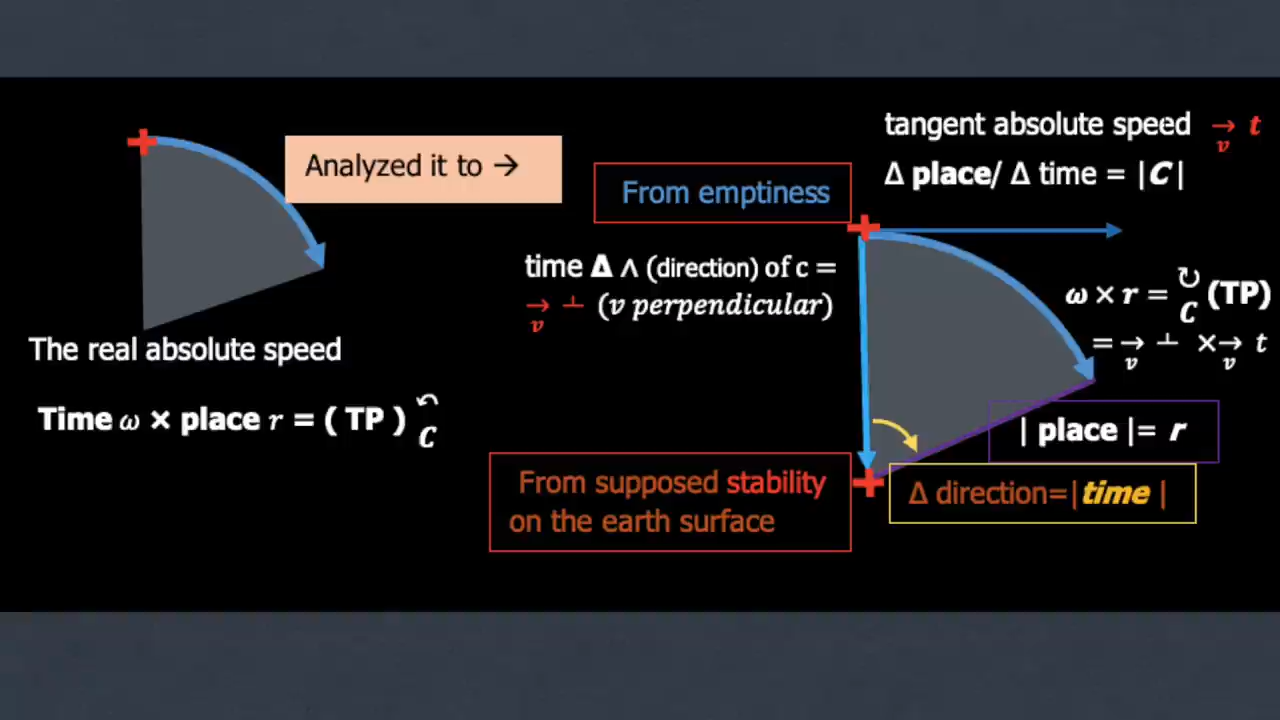 Analyzed it to →
The real absolute speed
Time ω × place r = ( TP ) ↶ C
tangent absolute speed → v t
Δ place/ Δ time = |C|
From emptiness
time Δ ∧ (direction) of c =
→ v ⊥ (v perpendicular)
ω × r = ↻ C (TP)
= → v ⊥ × → v t
| place |= r
From supposed stability
on the earth surface
Δ direction=|time |